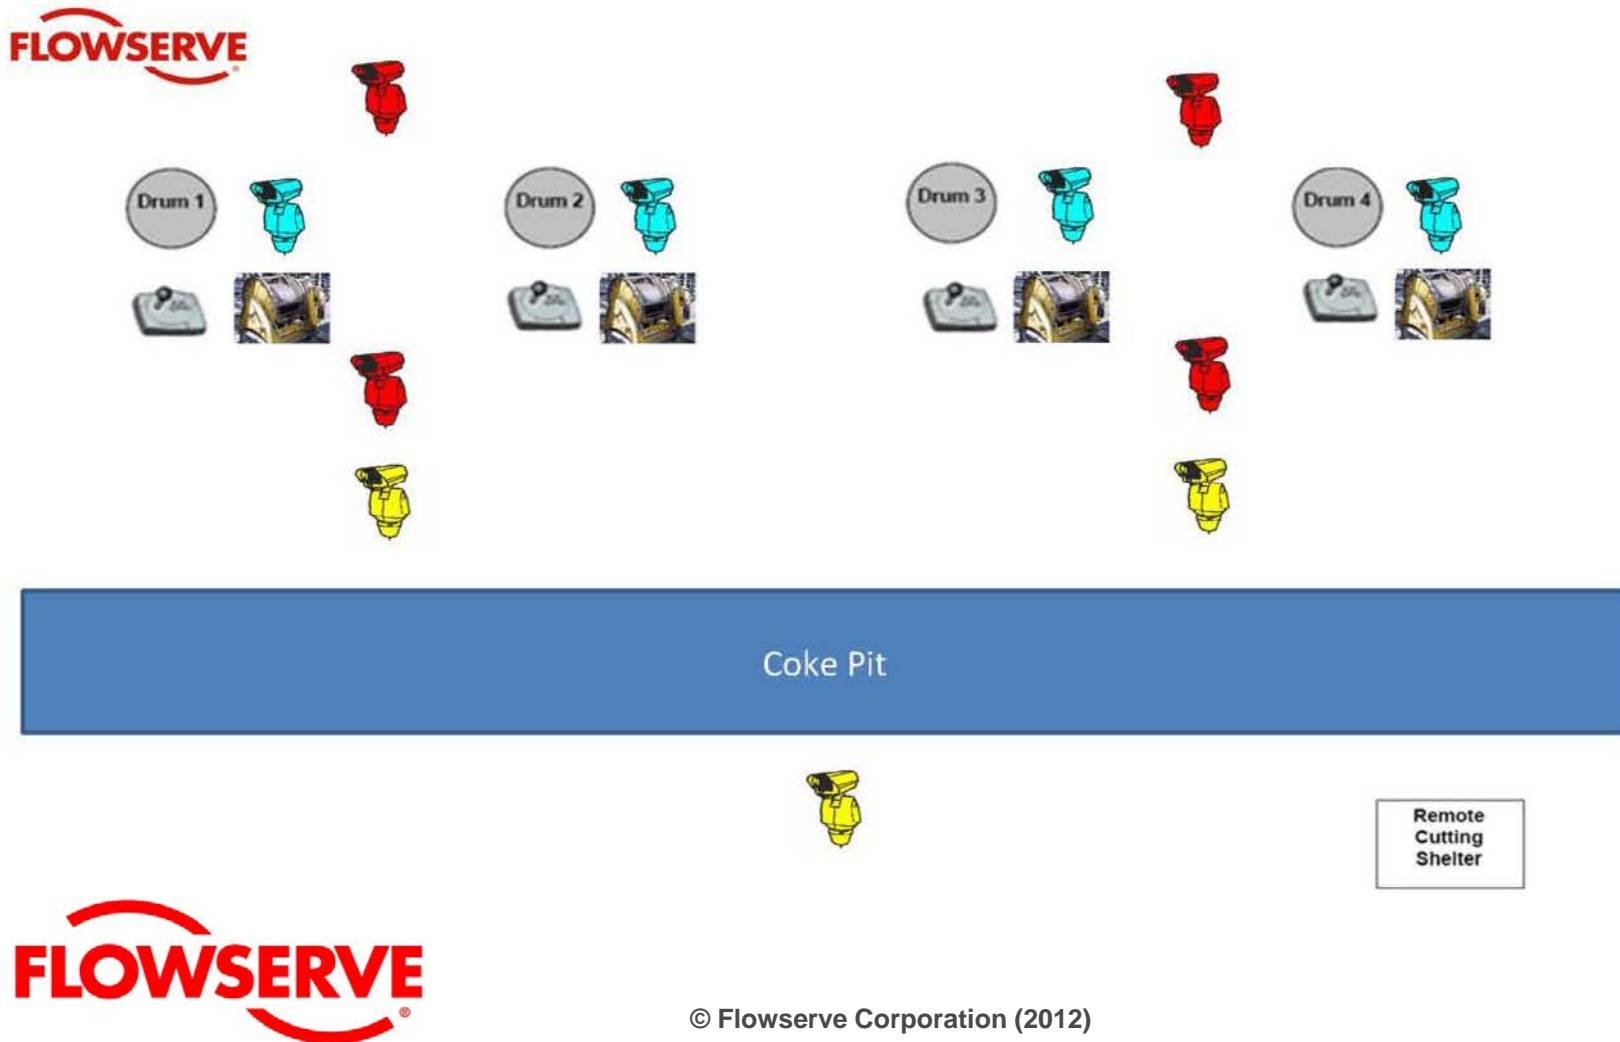 FLOWSERVE
Drum 1
Drum 2
Drum 3
Drum 4
Coke Pit
Remote
Cutting
Shelter
FLOWSERVE
®
© Flowserve Corporation (2012)